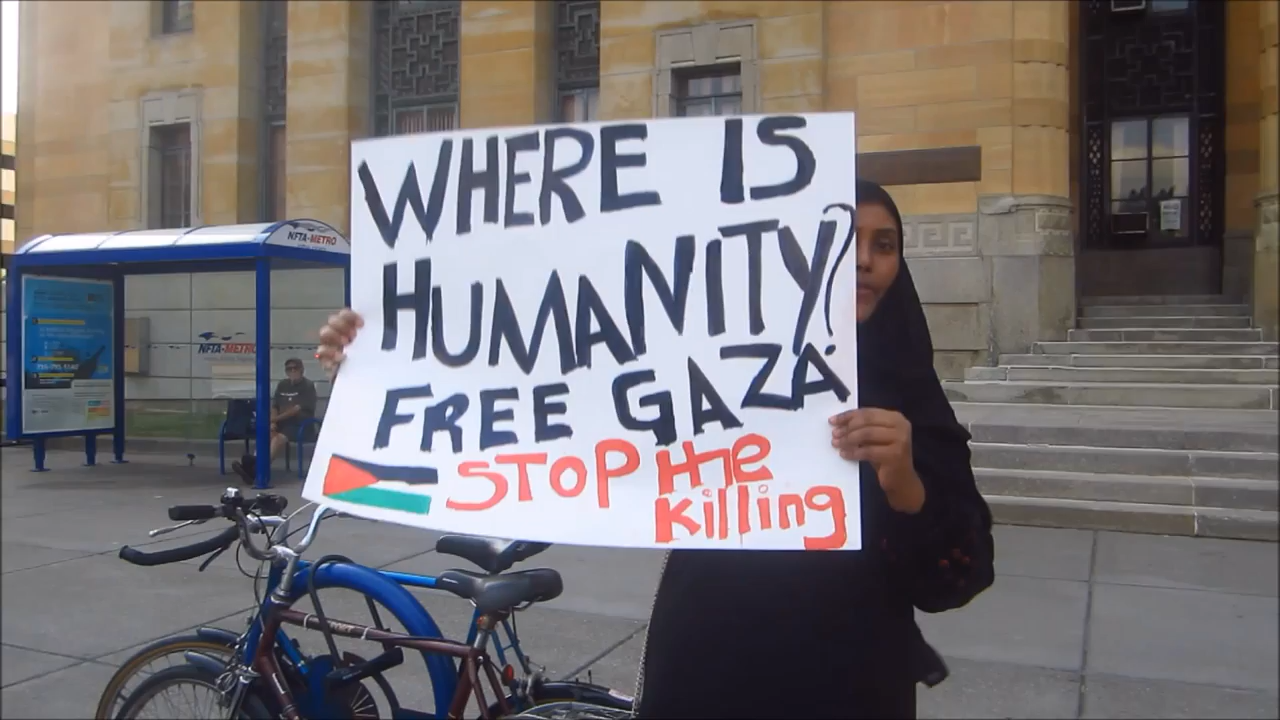 WHERE IS
HUMANITY?
FREE GAZA
STOP the
killing
NFTA-METRO
NFTA-METRO